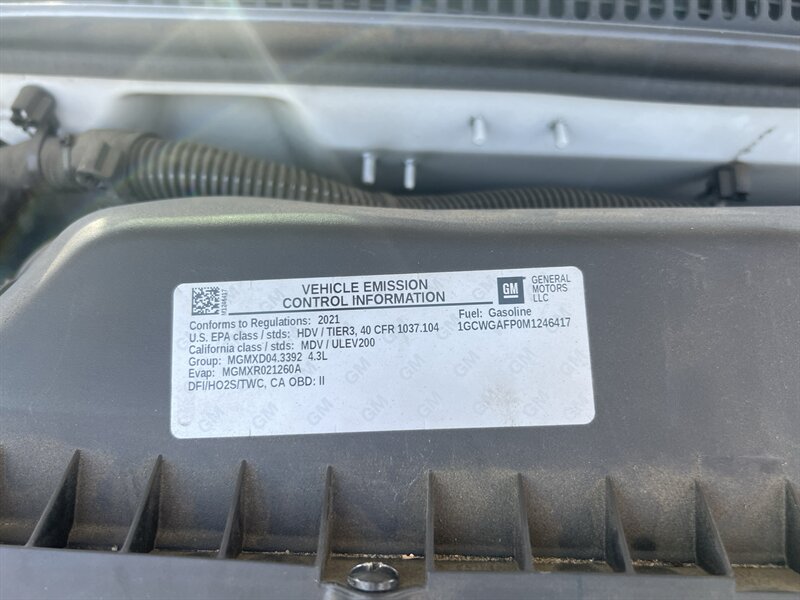 M1246417
VEHICLE EMISSION
CONTROL INFORMATION
GM
GENERAL
MOTORS
LLC
Conforms to Regulations: 2021
Fuel: Gasoline
U.S. EPA class / stds: HDV / TIER3, 40 CFR 1037.104
1GCWGAFP0M1246417
California class / stds: MDV / ULEV200
Group: MGMXD04.3392 4.3L
Evap: MGMXR021260A
DFI/HO2S/TWC, CA OBD: II